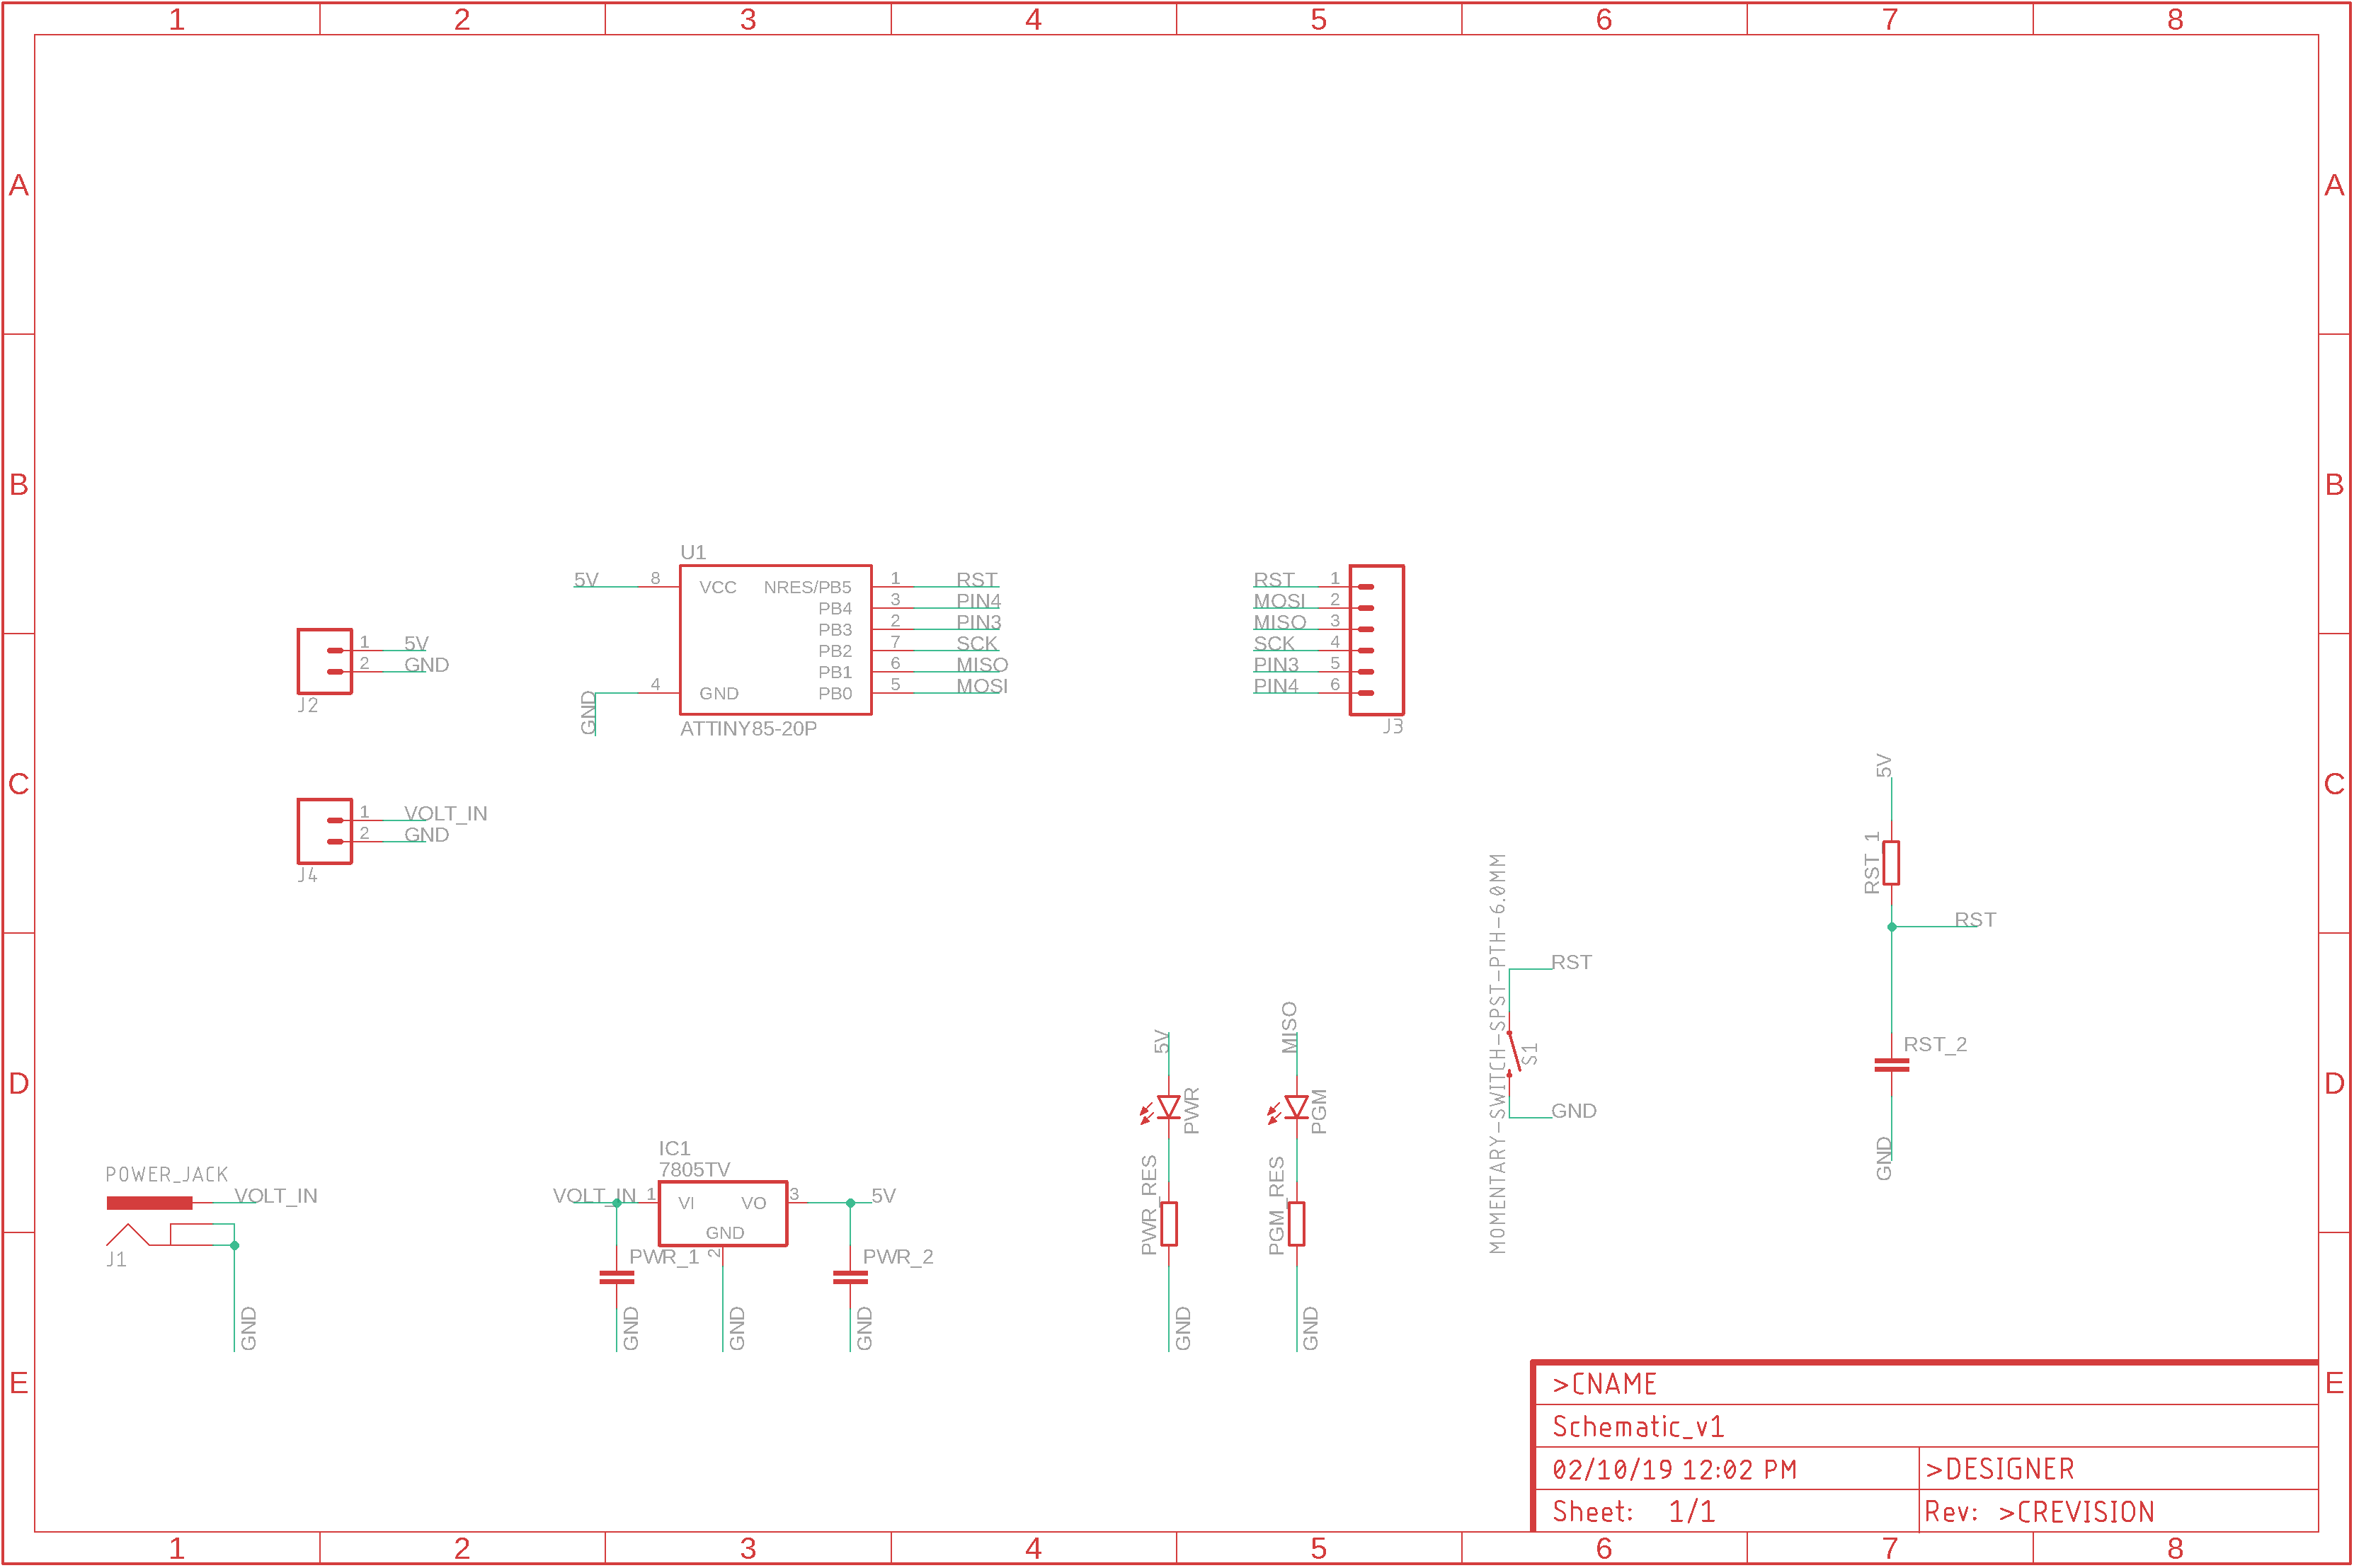 1 2 3 4 5 6 7 8
A A
B B
U1
5V 8 VCC NRES/PB5 1 RST
PB4 3 PIN4
PB3 2 PIN3
PB2 7 SCK
PB1 6 MISO
GND 4 GND PB0 5 MOSI
ATTINY85-20P
RST 1
MOSI 2
MISO 3
SCK 4
PIN3 5
PIN4 6
J3
1 5V
2 GND
J2
C C
1 VOLT_IN
2 GND
J4
5V
RST_1
RST
RST_2
GND
MOMENTARY-SWITCH-SPST-PTH-6.0MM
RST
S1
GND
D D
5V
PWR
PWR_RES
GND
MISO
PGM
PGM_RES
GND
POWER_JACK
VOLT_IN
J1
GND
IC1
7805TV
VOLT_IN 1 VI VO 3 5V
GND
2
PWR_1
PWR_2
GND
GND
GND
E E
>CNAME
Schematic_v1
02/10/19 12:02 PM >DESIGNER
Sheet: 1/1 Rev: >CREVISION
1 2 3 4 5 6 7 8